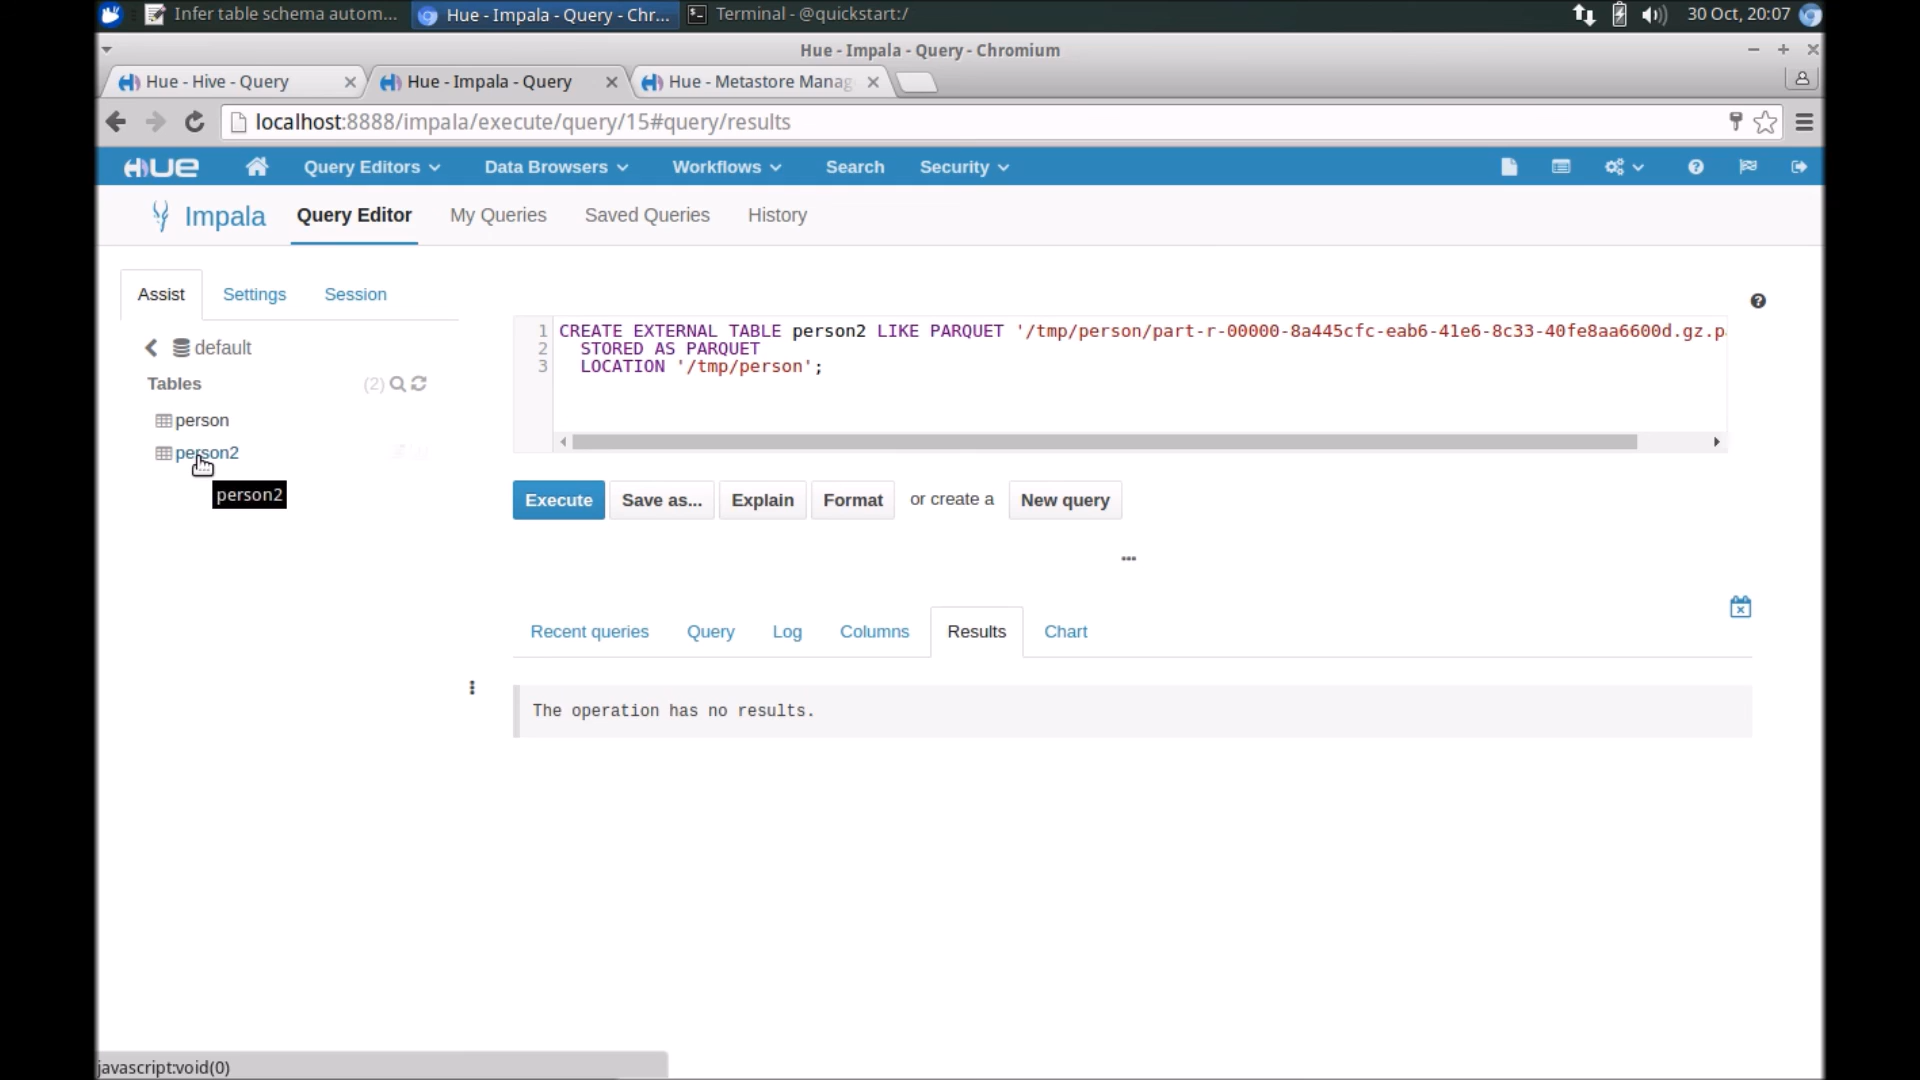 Infer table schema autom...
Hue - Impala - Query - Chr...
Terminal - @quickstart:/
30 Oct, 20:07
Hue - Impala - Query - Chromium
Hue - Hive - Query
Hue - Impala - Query
Hue - Metastore Manag
localhost:8888/impala/execute/query/15#query/results
HUE
Query Editors
Data Browsers
Workflows
Search
Security
Impala
Query Editor
My Queries
Saved Queries
History
Assist
Settings
Session
default
Tables
(2)
person
person2
person2
1 CREATE EXTERNAL TABLE person2 LIKE PARQUET '/tmp/person/part-r-00000-8a445cfc-eab6-41e6-8c33-40fe8aa6600d.gz.pa
2 STORED AS PARQUET
3 LOCATION '/tmp/person';
Execute
Save as...
Explain
Format
or create a
New query
Recent queries
Query
Log
Columns
Results
Chart
The operation has no results.
javascript:void(0)